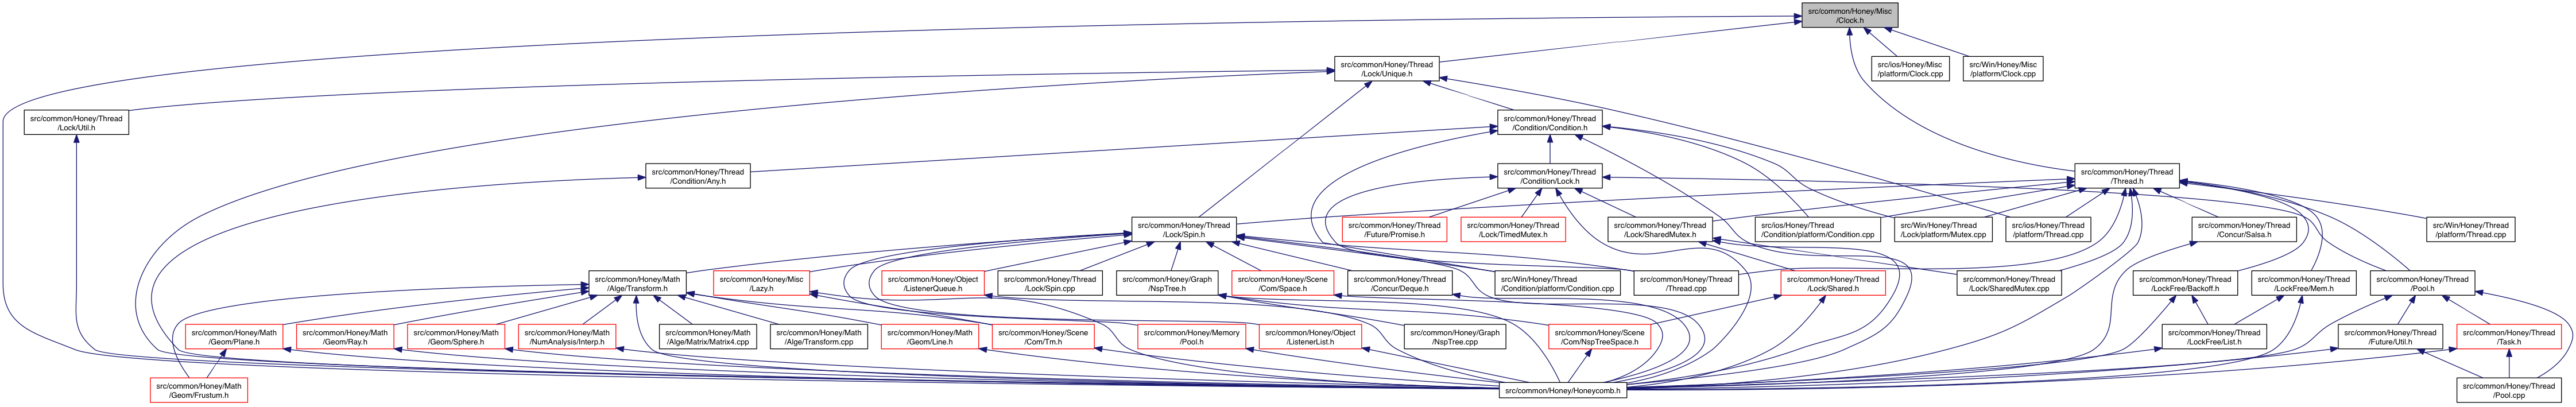 src/common/Honey/Misc
/Clock.h
src/common/Honey/Thread
/Lock/Unique.h
src/ios/Honey/Misc
/platform/Clock.cpp
src/Win/Honey/Misc
/platform/Clock.cpp
src/common/Honey/Thread
/Lock/Util.h
src/common/Honey/Thread
/Condition/Condition.h
src/common/Honey/Thread
/Condition/Any.h
src/common/Honey/Thread
/Condition/Lock.h
src/common/Honey/Thread
/Thread.h
src/common/Honey/Thread
/Lock/Spin.h
src/common/Honey/Thread
/Future/Promise.h
src/common/Honey/Thread
/Lock/TimedMutex.h
src/common/Honey/Thread
/Lock/SharedMutex.h
src/ios/Honey/Thread
/Condition/platform/Condition.cpp
src/Win/Honey/Thread
/Lock/platform/Mutex.cpp
src/ios/Honey/Thread
/platform/Thread.cpp
src/common/Honey/Thread
/Concur/Salsa.h
src/Win/Honey/Thread
/platform/Thread.cpp
src/common/Honey/Math
/Alge/Transform.h
src/common/Honey/Misc
/Lazy.h
src/common/Honey/Object
/ListenerQueue.h
src/common/Honey/Thread
/Lock/Spin.cpp
src/common/Honey/Graph
/NspTree.h
src/common/Honey/Scene
/Com/Space.h
src/common/Honey/Thread
/Concur/Deque.h
src/Win/Honey/Thread
/Condition/platform/Condition.cpp
src/common/Honey/Thread
/Thread.cpp
src/common/Honey/Thread
/Lock/Shared.h
src/common/Honey/Thread
/Lock/SharedMutex.cpp
src/common/Honey/Thread
/LockFree/Backoff.h
src/common/Honey/Thread
/LockFree/Mem.h
src/common/Honey/Thread
/Pool.h
src/common/Honey/Math
/Geom/Plane.h
src/common/Honey/Math
/Geom/Ray.h
src/common/Honey/Math
/Geom/Sphere.h
src/common/Honey/Math
/NumAnalysis/Interp.h
src/common/Honey/Math
/Alge/Matrix/Matrix4.cpp
src/common/Honey/Math
/Alge/Transform.cpp
src/common/Honey/Math
/Geom/Line.h
src/common/Honey/Scene
/Com/Tm.h
src/common/Honey/Memory
/Pool.h
src/common/Honey/Object
/ListenerList.h
src/common/Honey/Graph
/NspTree.cpp
src/common/Honey/Scene
/Com/NspTreeSpace.h
src/common/Honey/Thread
/LockFree/List.h
src/common/Honey/Thread
/Future/Util.h
src/common/Honey/Thread
/Task.h
src/common/Honey/Math
/Geom/Frustum.h
src/common/Honey/Honeycomb.h
src/common/Honey/Thread
/Pool.cpp